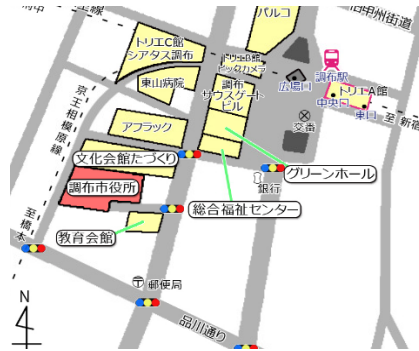 パルコ
旧甲州街道
トリエC館
シアタス調布
トリエB館
ビックカメラ
調布駅
広場口
トリエA館
中央口
東口
至 新宿
東山病院
調布
サウスゲート
ビル
交番
京王相模原線
アフラック
文化会館たづくり
グリーンホール
調布市役所
銀行
総合福祉センター
至橋本
教育会館
N
郵便局
品川通り